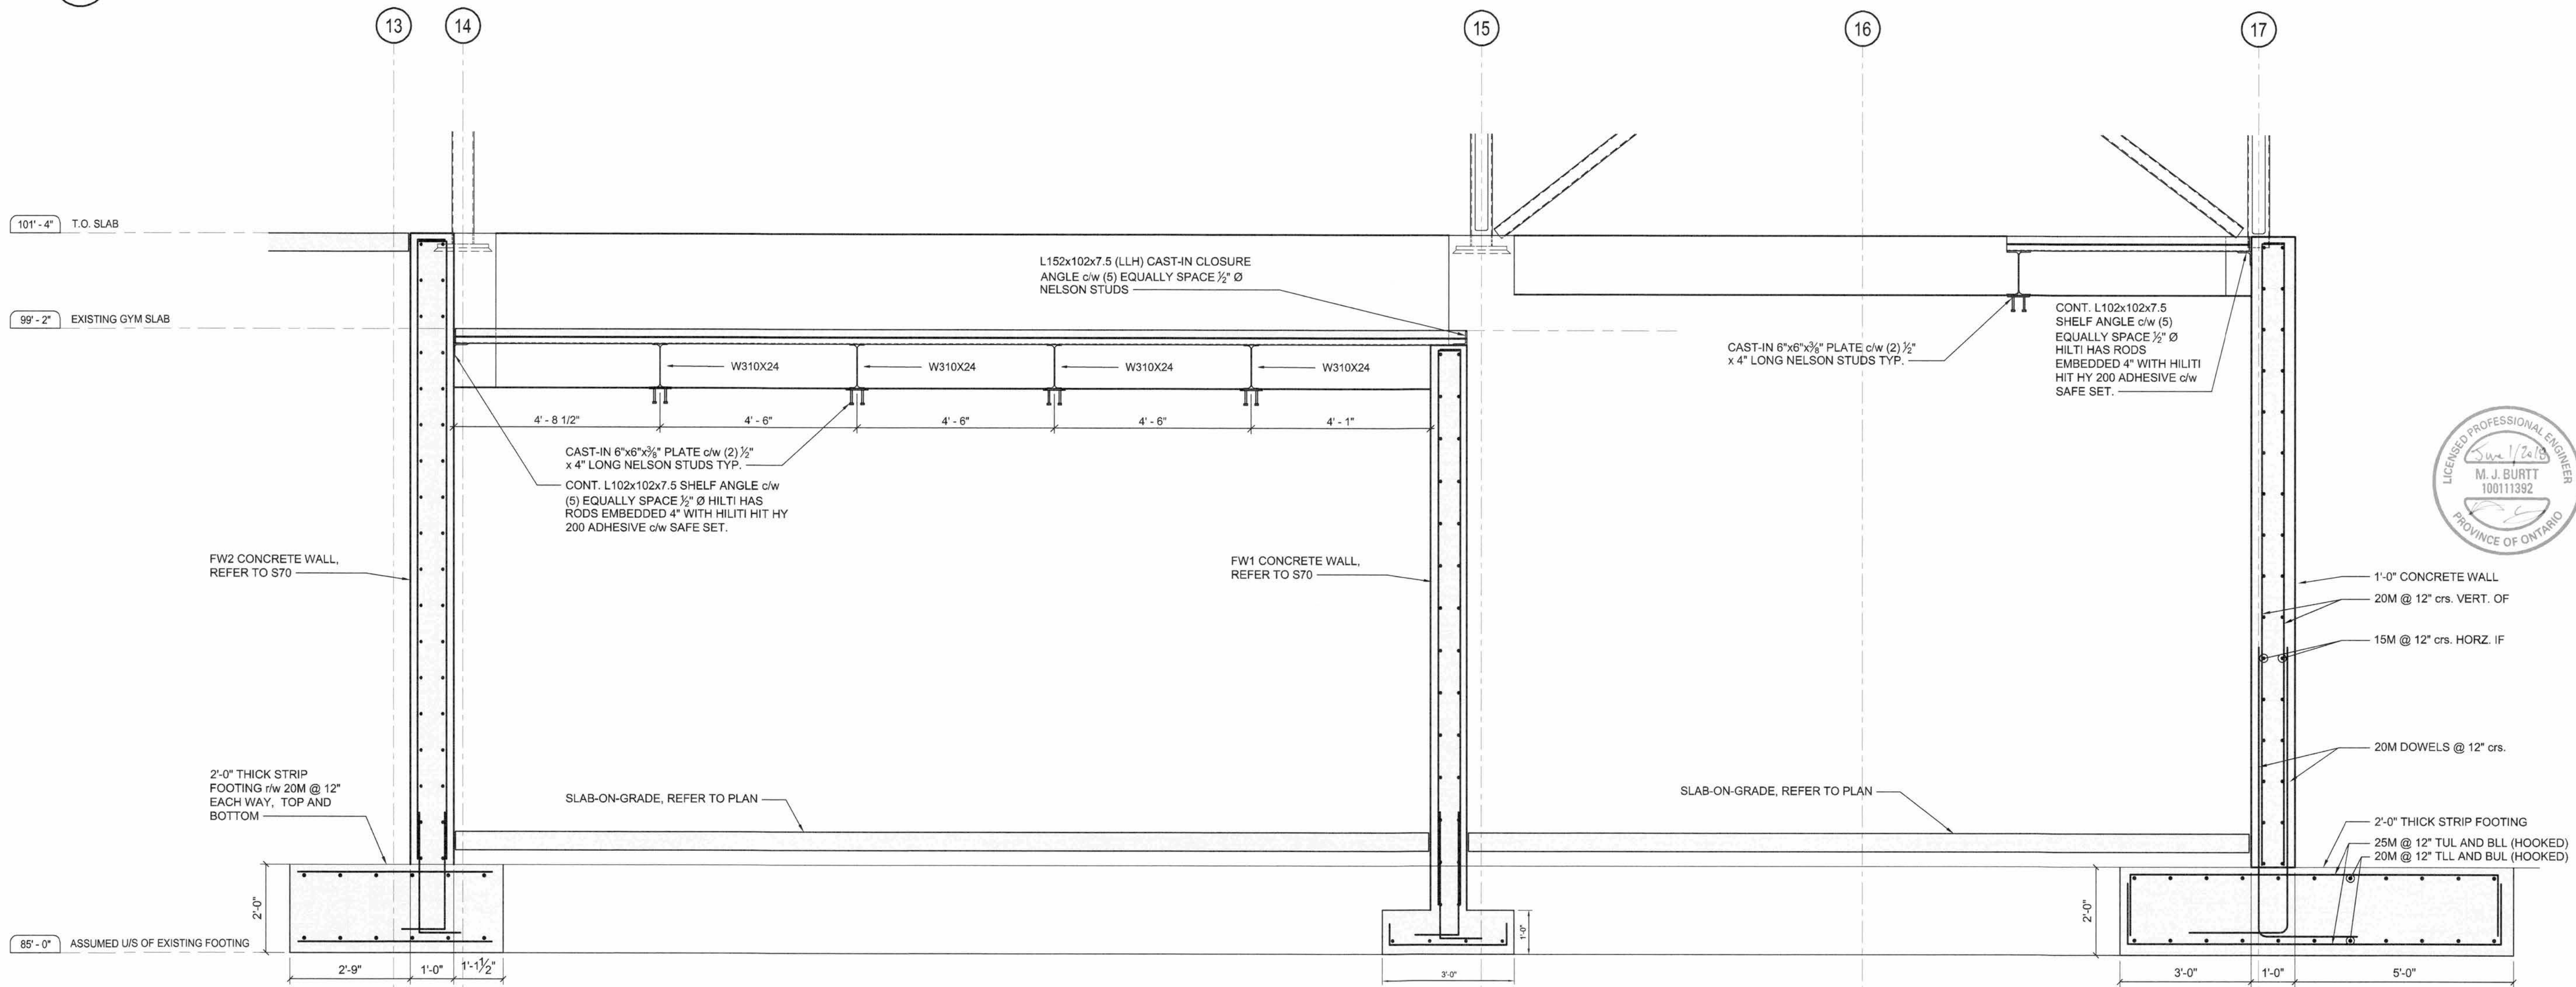 13
14
15
16
17
101' - 4"
T.O. SLAB
99' - 2"
EXISTING GYM SLAB
L152x102x7.5 (LLH) CAST-IN CLOSURE
ANGLE c/w (5) EQUALLY SPACE ½" Ø
NELSON STUDS
CAST-IN 6"x6"x⅜" PLATE c/w (2) ½"
x 4" LONG NELSON STUDS TYP.
CONT. L102x102x7.5
SHELF ANGLE c/w (5)
EQUALLY SPACE ½" Ø
HILTI HAS RODS
EMBEDDED 4" WITH HILITI
HIT HY 200 ADHESIVE c/w
SAFE SET.
W310X24
W310X24
W310X24
W310X24
4' - 8 1/2"
4' - 6"
4' - 6"
4' - 6"
4' - 1"
CAST-IN 6"x6"x⅜" PLATE c/w (2) ½"
x 4" LONG NELSON STUDS TYP.
CONT. L102x102x7.5 SHELF ANGLE c/w
(5) EQUALLY SPACE ½" Ø HILTI HAS
RODS EMBEDDED 4" WITH HILITI HIT HY
200 ADHESIVE c/w SAFE SET.
LICENSED PROFESSIONAL ENGINEER
June 1/2018
M. J. BURTT
100111392
PROVINCE OF ONTARIO
FW2 CONCRETE WALL,
REFER TO S70
FW1 CONCRETE WALL,
REFER TO S70
1'-0" CONCRETE WALL
20M @ 12" crs. VERT. OF
15M @ 12" crs. HORZ. IF
20M DOWELS @ 12" crs.
2'-0" THICK STRIP
FOOTING r/w 20M @ 12"
EACH WAY, TOP AND
BOTTOM
SLAB-ON-GRADE, REFER TO PLAN
SLAB-ON-GRADE, REFER TO PLAN
2'-0" THICK STRIP FOOTING
25M @ 12" TUL AND BLL (HOOKED)
20M @ 12" TLL AND BUL (HOOKED)
2'-0"
1'-0"
2'-0"
85' - 0"
ASSUMED U/S OF EXISTING FOOTING
2'-9"
1'-0"
1'-1½"
3'-0"
3'-0"
1'-0"
5'-0"